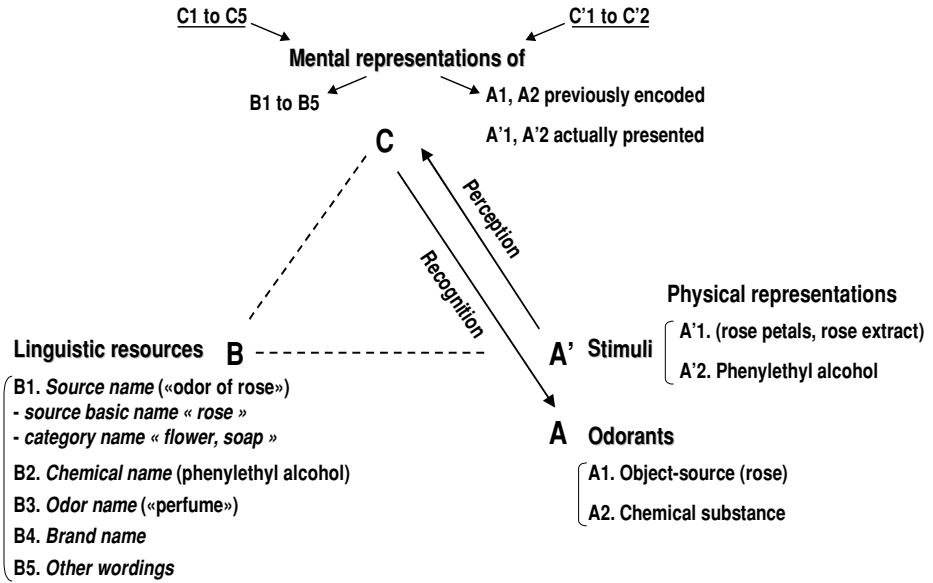 C1 to C5
C'1 to C'2
Mental representations of
B1 to B5
A1, A2 previously encoded
A'1, A'2 actually presented
C
Perception
Recognition
Physical representations
A'1. (rose petals, rose extract)
A'2. Phenylethyl alcohol
Linguistic resources B
A' Stimuli
B1. Source name («odor of rose»)
- source basic name « rose »
- category name « flower, soap »
B2. Chemical name (phenylethyl alcohol)
B3. Odor name («perfume»)
B4. Brand name
B5. Other wordings
A Odorants
A1. Object-source (rose)
A2. Chemical substance